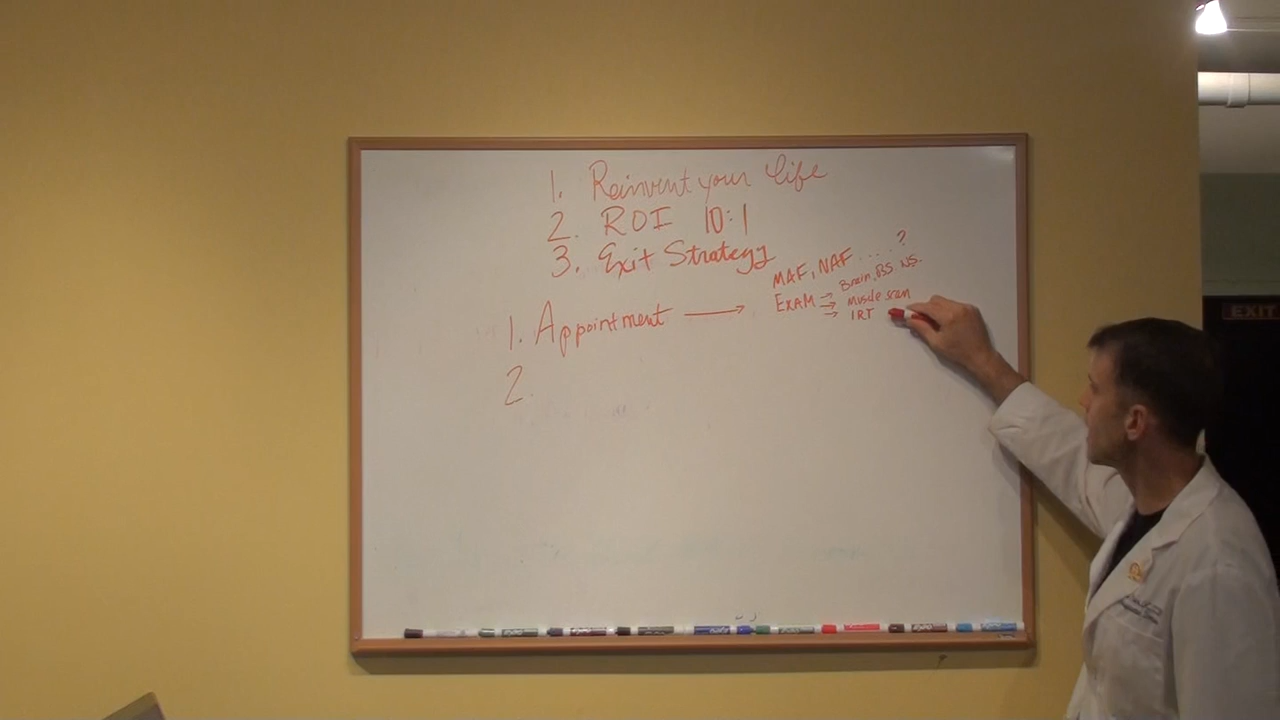 1. Reinvent your life
2. ROI 10:1
3. Exit Strategy
1. Appointment → MAF, NAF .... ?
EXAM → Brain, BSS, NS.
→ Muscle scan
→ IRT
2.
EXIT